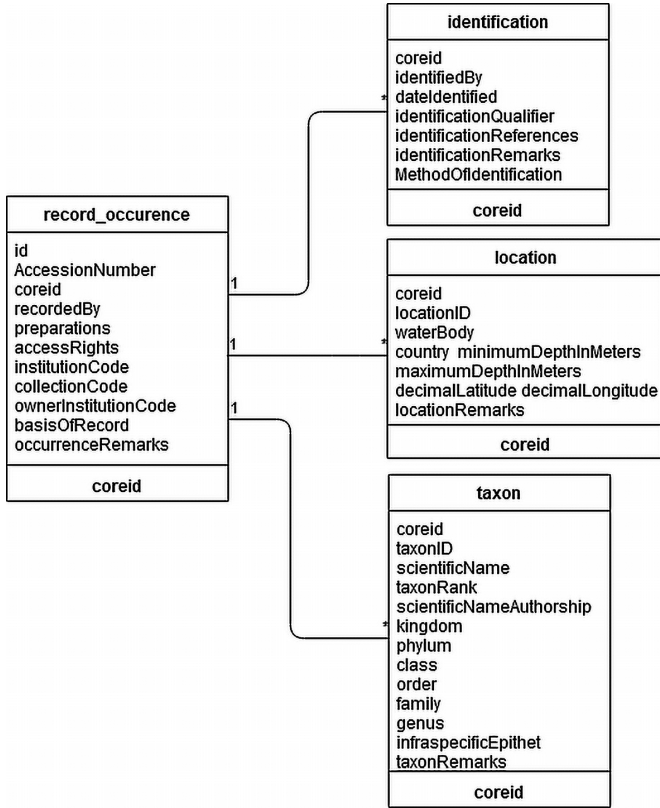 identification
coreid
identifiedBy
dateIdentified
identificationQualifier
identificationReferences
identificationRemarks
MethodOfIdentification
coreid
record_occurence
id
AccessionNumber
coreid
recordedBy
preparations
accessRights
institutionCode
collectionCode
ownerInstitutionCode
basisOfRecord
occurrenceRemarks
coreid
1
*
1
*
1
*
location
coreid
locationID
waterBody
country minimumDepthInMeters
maximumDepthInMeters
decimalLatitude decimalLongitude
locationRemarks
coreid
taxon
coreid
taxonID
scientificName
taxonRank
scientificNameAuthorship
kingdom
phylum
class
order
family
genus
infraspecificEpithet
taxonRemarks
coreid